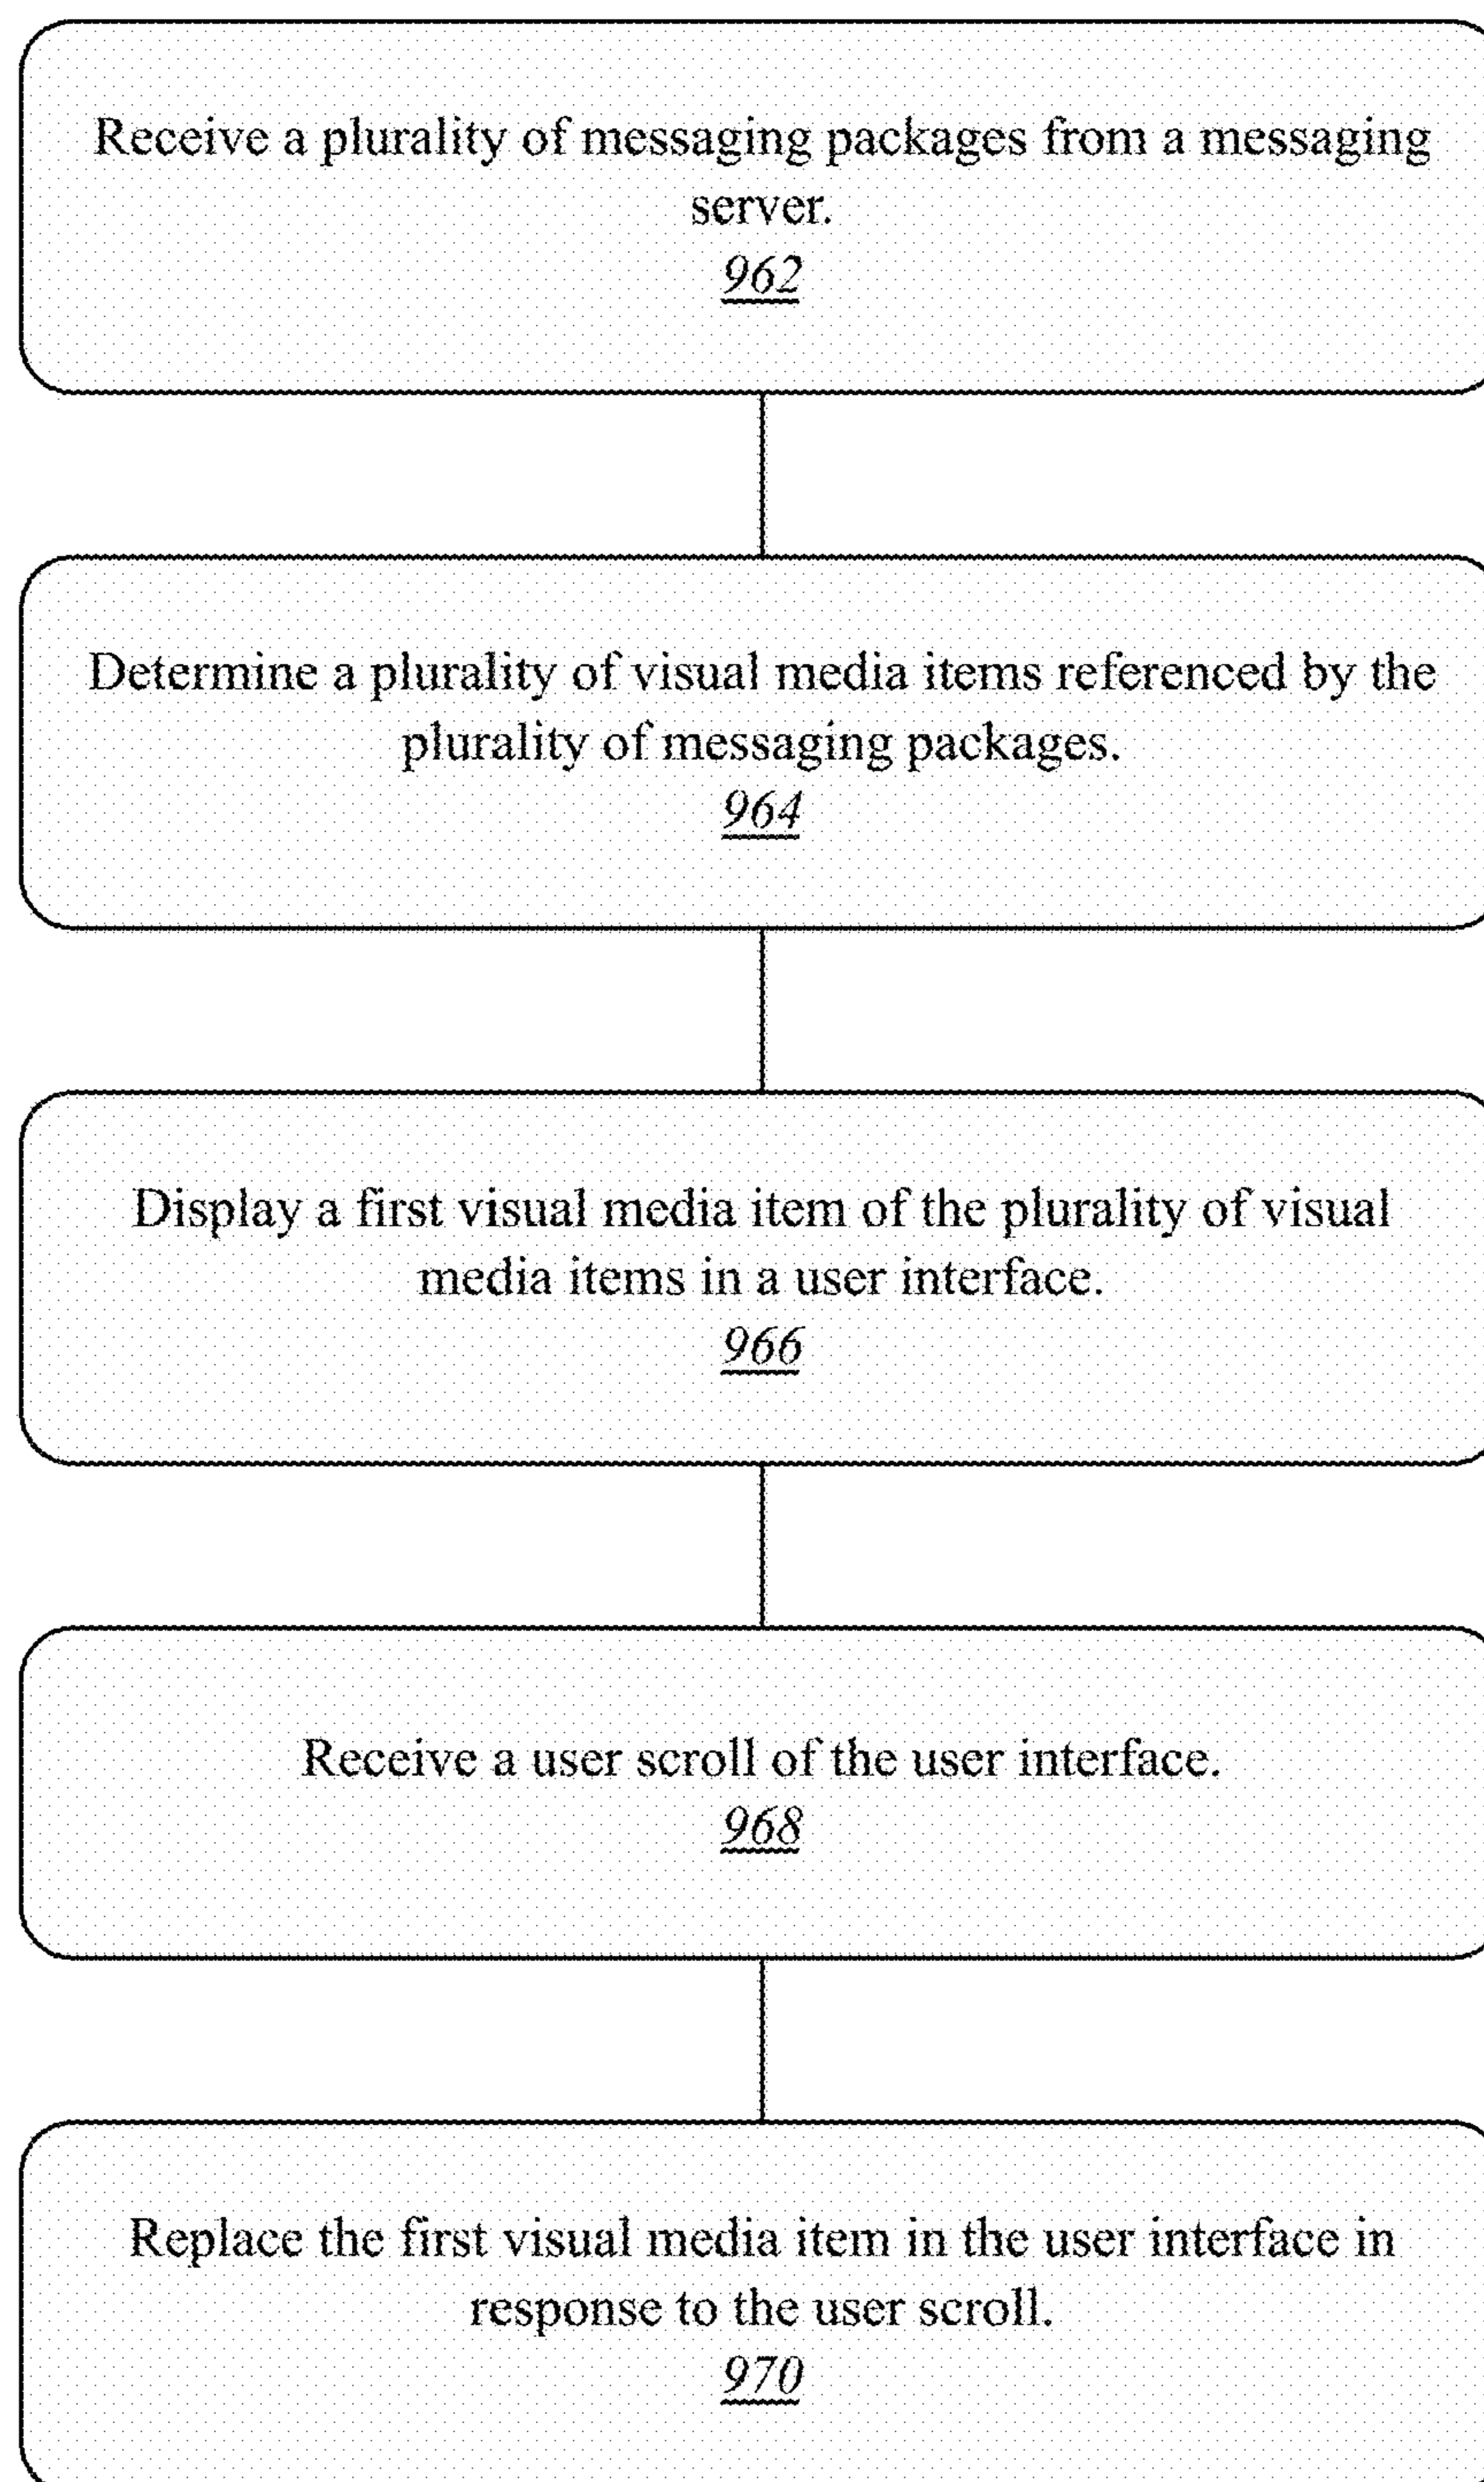 Receive a plurality of messaging packages from a messaging
server.
962
Determine a plurality of visual media items referenced by the
plurality of messaging packages.
964
Display a first visual media item of the plurality of visual
media items in a user interface.
966
Receive a user scroll of the user interface.
968
Replace the first visual media item in the user interface in
response to the user scroll.
970